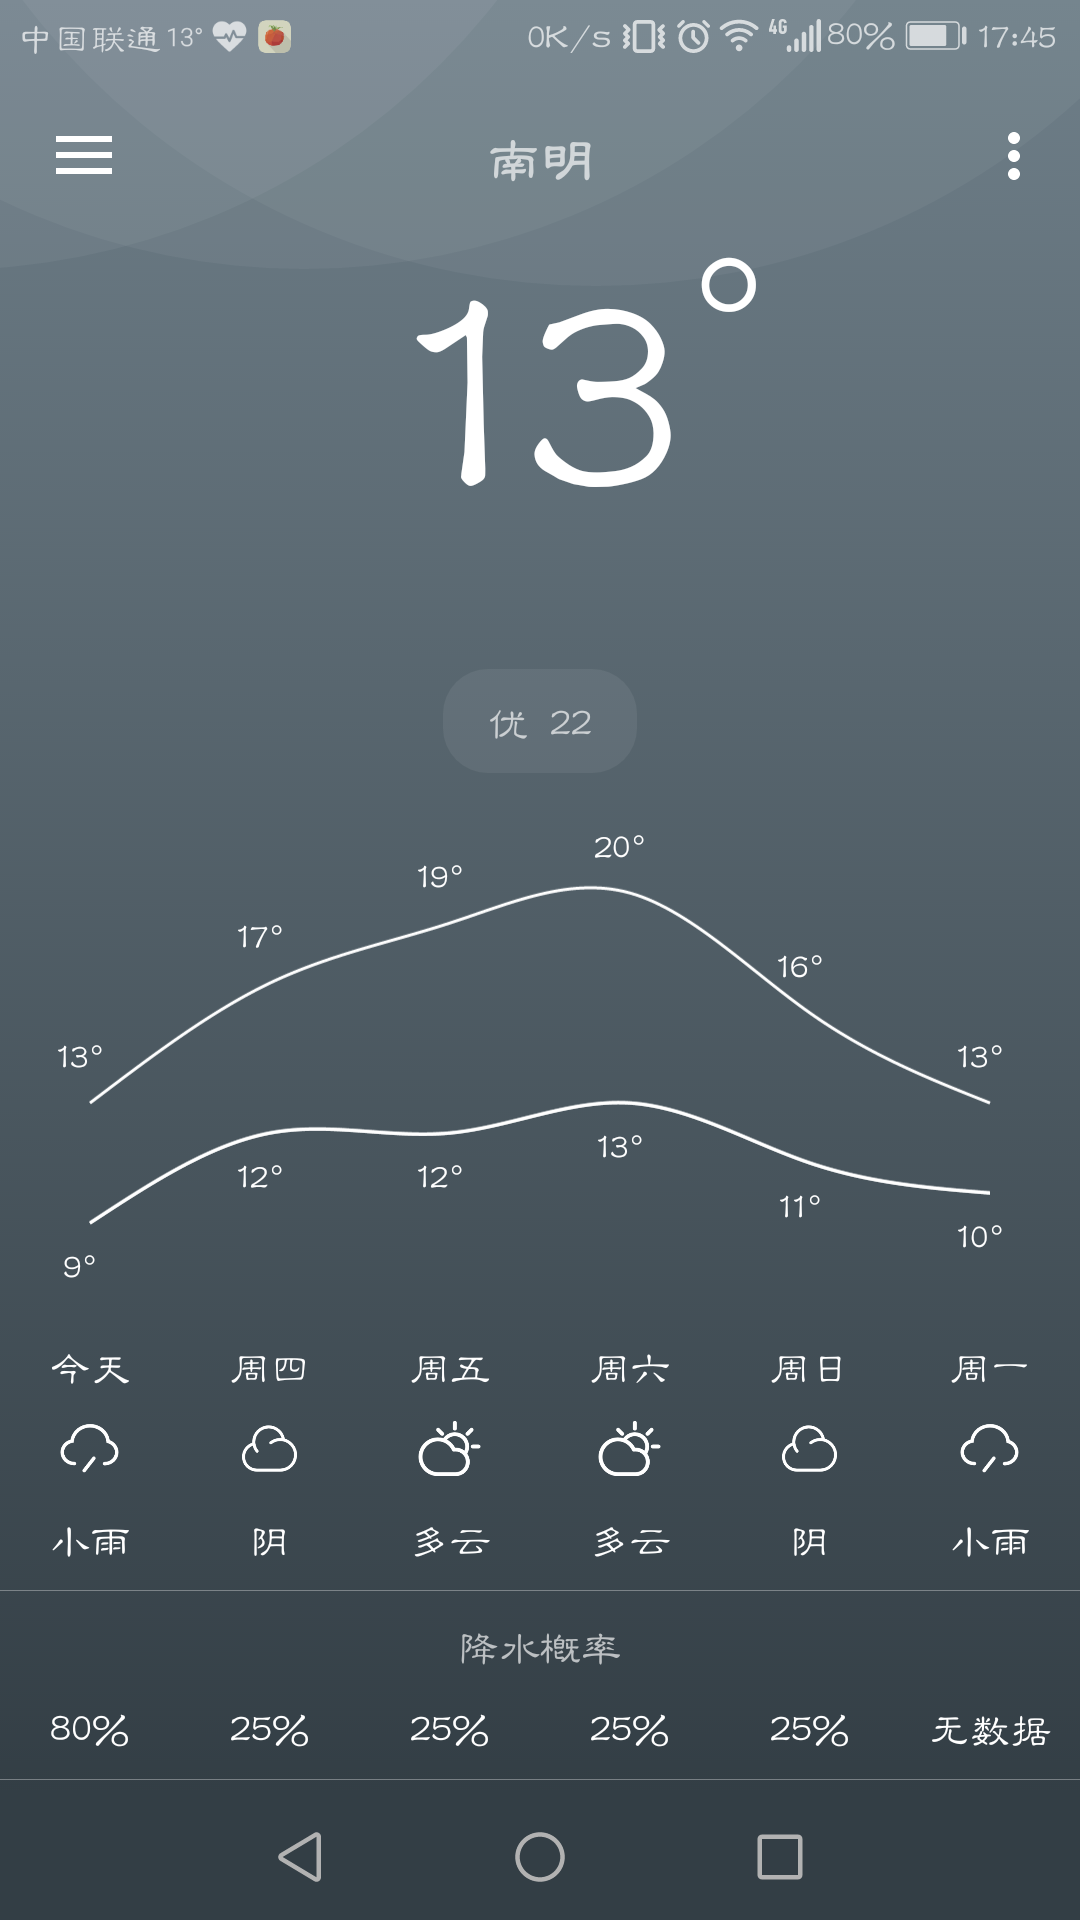 中国联通 13° 0K/s 4G 80% 17:45
南明
13°
优 22
20°
19°
17°
16°
13° 13°
13°
12° 12°
11°
10°
9°
今天 周四 周五 周六 周日 周一
小雨 阴 多云 多云 阴 小雨
降水概率
80% 25% 25% 25% 25% 无数据